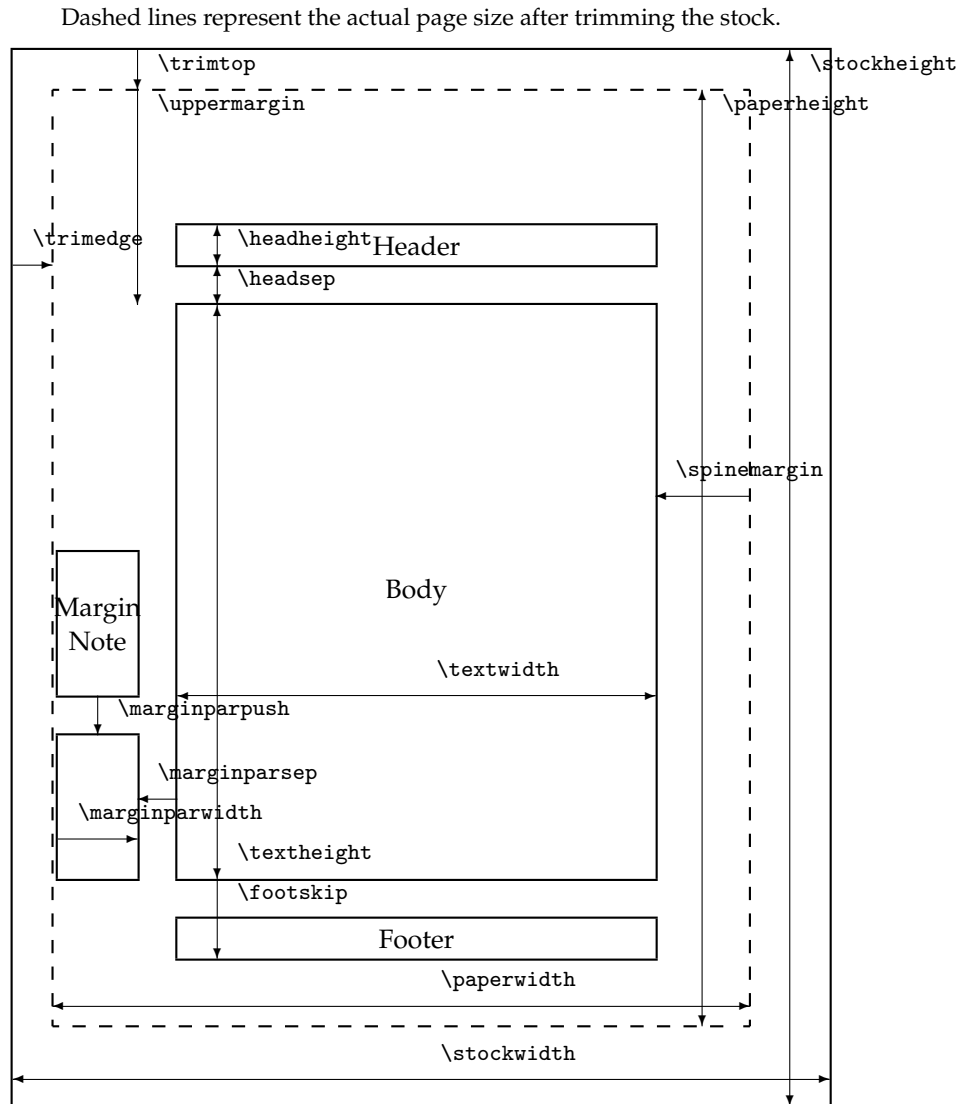 Dashed lines represent the actual page size after trimming the stock.
\trimtop
\stockheight
\uppermargin
\paperheight
\trimedge
\headheight
Header
\headsep
\spinemargin
Body
Margin
Note
\textwidth
\marginparpush
\marginparsep
\marginparwidth
\textheight
\footskip
Footer
\paperwidth
\stockwidth